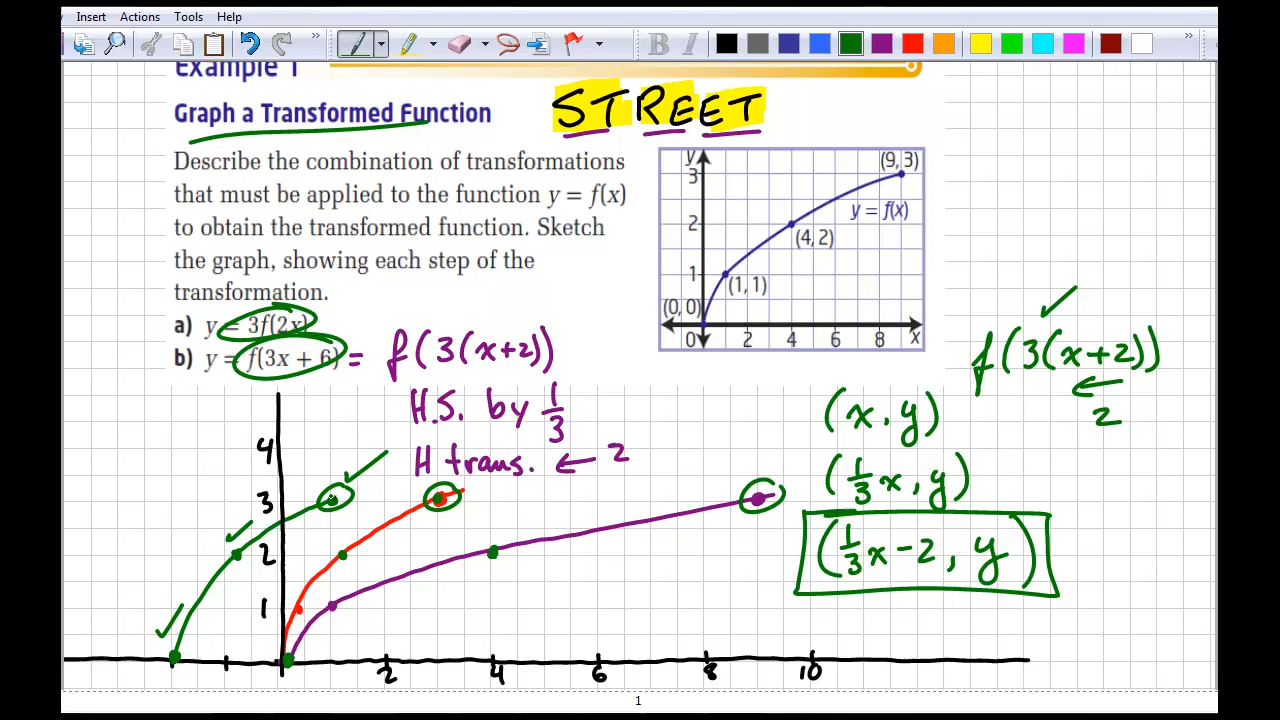 Insert Actions Tools Help
B I
Example 1
Graph a Transformed Function
STREET
Describe the combination of transformations
that must be applied to the function y = f(x)
to obtain the transformed function. Sketch
the graph, showing each step of the
transformation.
a) y = 3f(2x)
b) y = f(3x + 6) = f(3(x+2))
y
3
2
1
0
2
4
6
8
x
(9, 3)
y = f(x)
(4, 2)
(1, 1)
(0, 0)
H.S. by 1/3
H trans. ← 2
f(3(x+2))
← 2
(x, y)
(1/3x, y)
(1/3x-2, y)
4
3
2
1
2 4 6 8 10
1